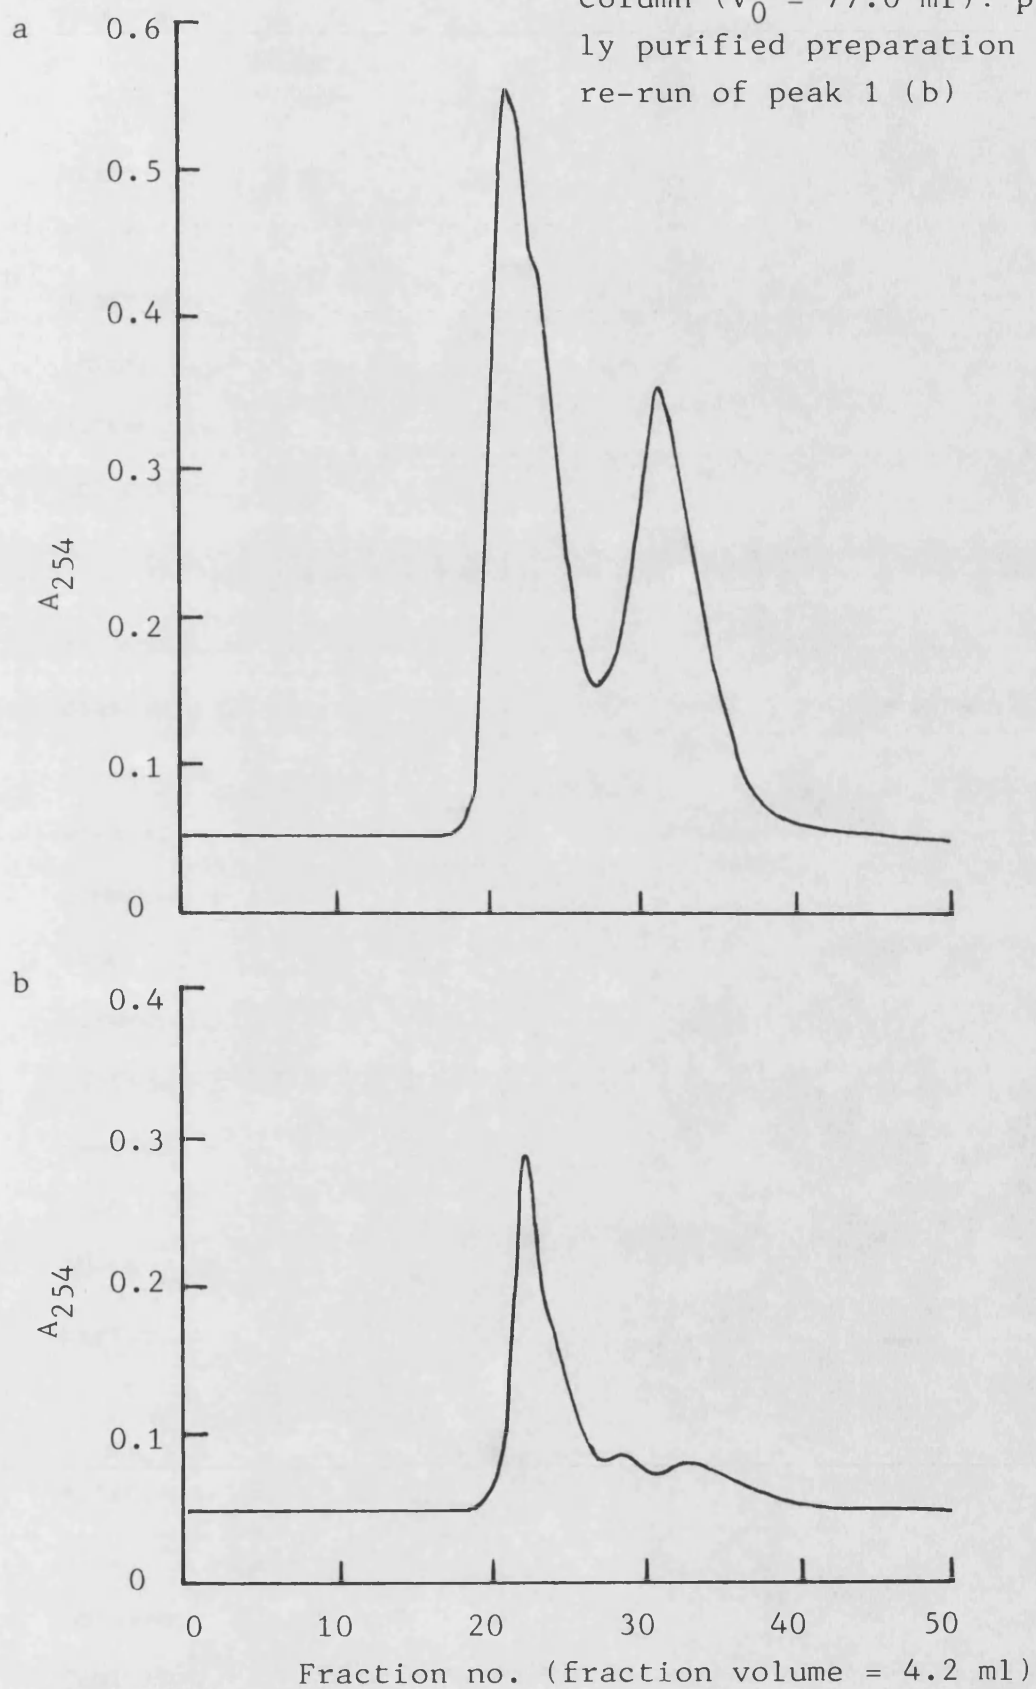 column (V0 = 77.0 ml): p
ly purified preparation
re-run of peak 1 (b)
a
0.6
0.5
0.4
0.3
0.2
0.1
0
A254
b
0.4
0.3
0.2
0.1
0
A254
0 10 20 30 40 50
Fraction no. (fraction volume = 4.2 ml)